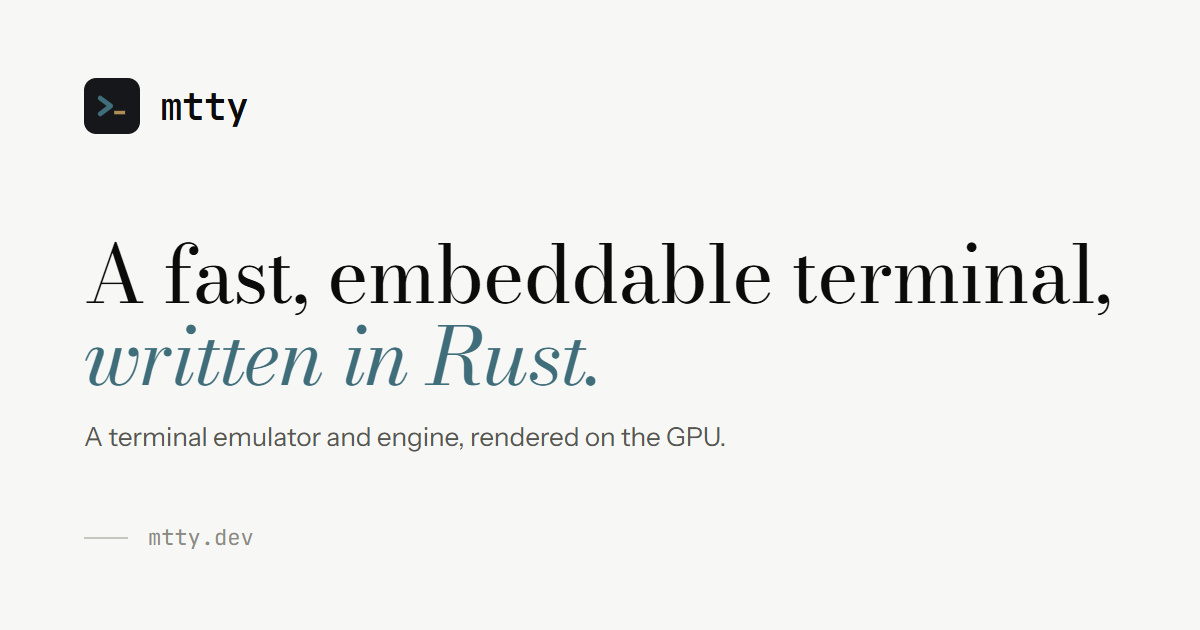 >_ mtty
A fast, embeddable terminal,
written in Rust.
A terminal emulator and engine, rendered on the GPU.
mtty.dev